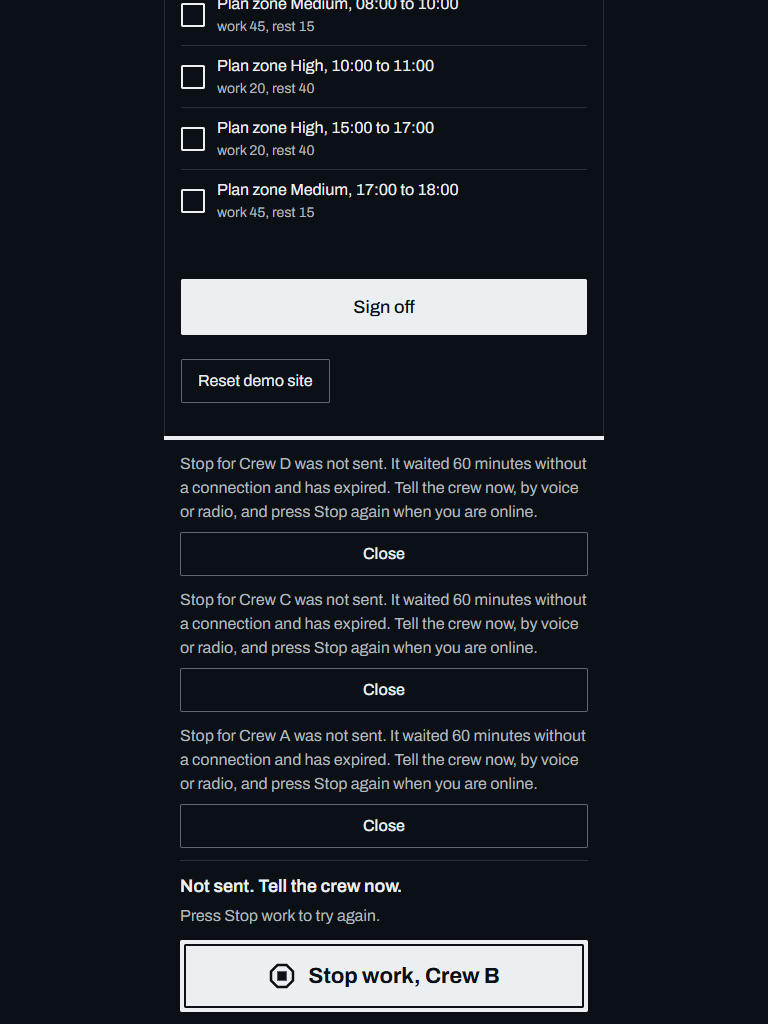 Plan zone Medium, 08:00 to 10:00
work 45, rest 15
Plan zone High, 10:00 to 11:00
work 20, rest 40
Plan zone High, 15:00 to 17:00
work 20, rest 40
Plan zone Medium, 17:00 to 18:00
work 45, rest 15
Sign off
Reset demo site
Stop for Crew D was not sent. It waited 60 minutes without
a connection and has expired. Tell the crew now, by voice
or radio, and press Stop again when you are online.
Close
Stop for Crew C was not sent. It waited 60 minutes without
a connection and has expired. Tell the crew now, by voice
or radio, and press Stop again when you are online.
Close
Stop for Crew A was not sent. It waited 60 minutes without
a connection and has expired. Tell the crew now, by voice
or radio, and press Stop again when you are online.
Close
Not sent. Tell the crew now.
Press Stop work to try again.
Stop work, Crew B